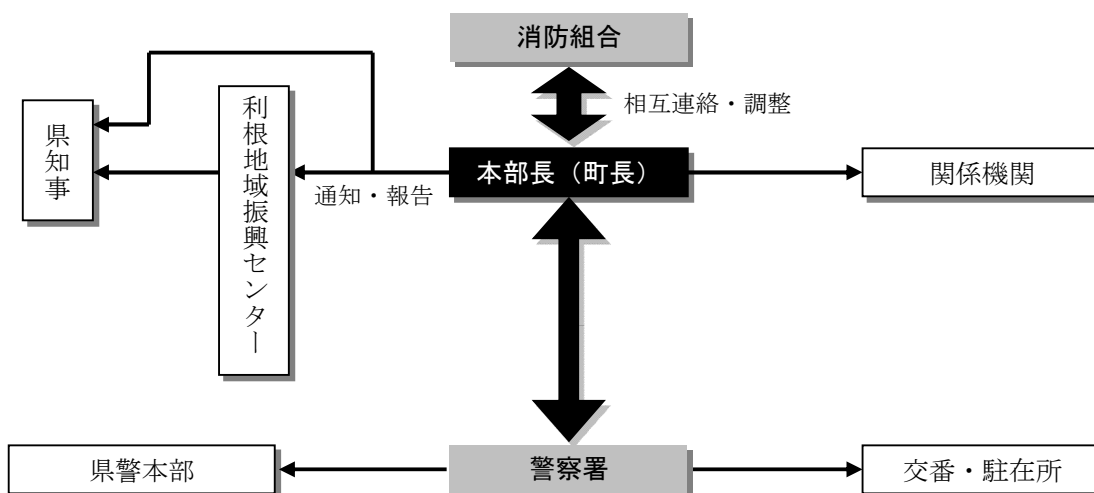 消防組合
相互連絡・調整
県知事
利根地域振興センター
通知・報告
本部長（町長）
関係機関
県警本部
警察署
交番・駐在所